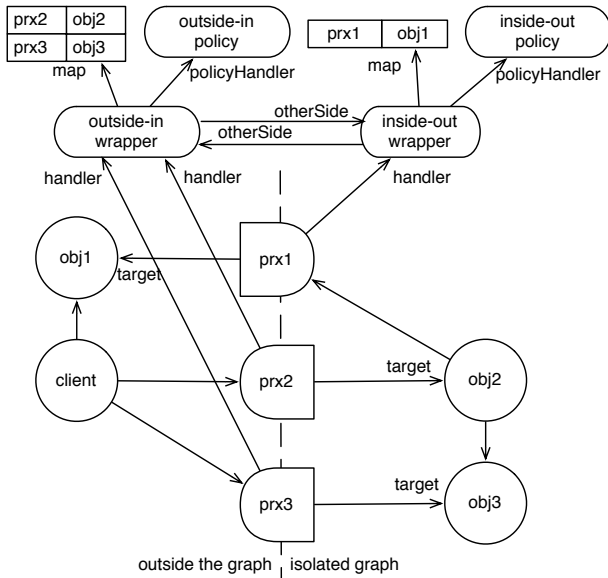 prx2 obj2
prx3 obj3
map
outside-in
policy
policyHandler
prx1 obj1
map
inside-out
policy
policyHandler
outside-in
wrapper
otherSide
otherSide
inside-out
wrapper
handler
handler
handler
obj1
target
prx1
client
prx2
target
obj2
prx3
target
obj3
outside the graph
isolated graph